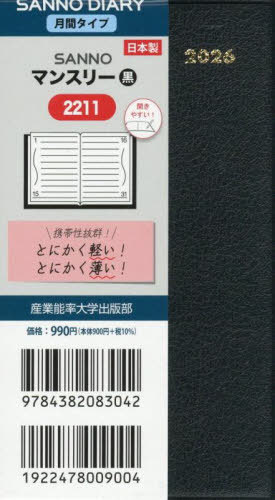 SANNO DIARY
月間タイプ
日本製
SANNO
マンスリー黒
2211
開き
やすい!
1
16
15
31
携帯性抜群!
とにかく軽い!
とにかく薄い!
産業能率大学出版部
価格:990円(本体900円+税10%)
9784382083042
1922478009004
2026